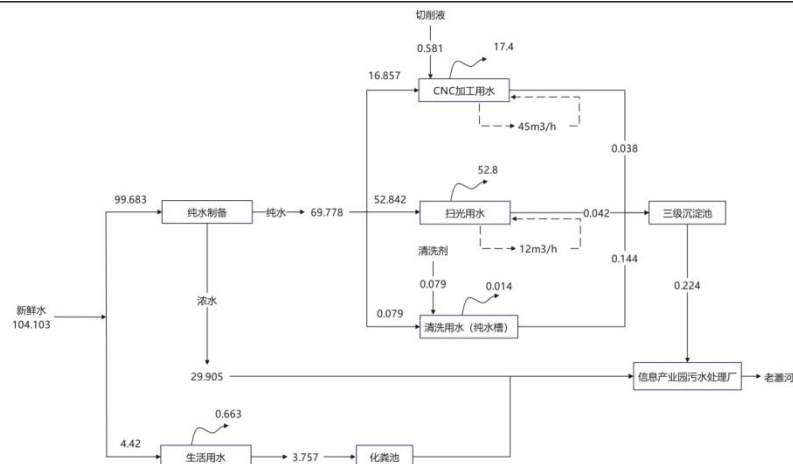 切削液
0.581
17.4
16.857
CNC加工用水
45m3/h
0.038
52.8
99.683
纯水制备
纯水
69.778
52.842
扫光用水
0.042
三级沉淀池
12m3/h
清洗剂
0.079
0.014
0.144
0.224
浓水
新鲜水
104.103
0.079
清洗用水（纯水槽）
29.905
信息产业园污水处理厂
老濉河
0.663
4.42
生活用水
3.757
化粪池